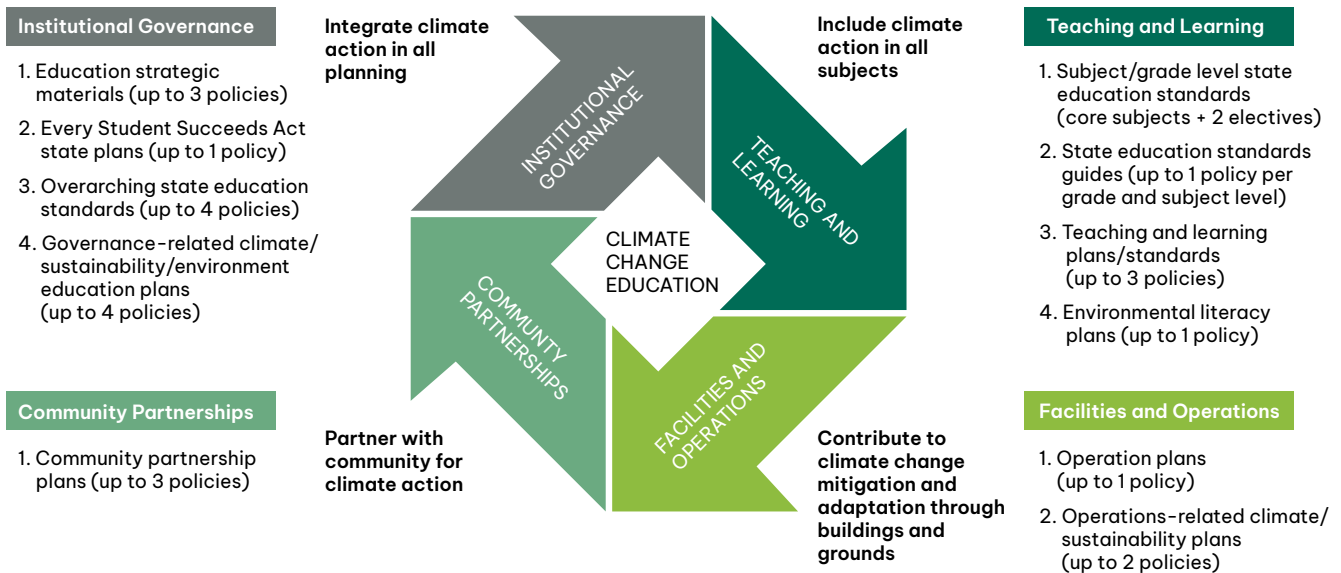 Institutional Governance
1. Education strategic
materials (up to 3 policies)
2. Every Student Succeeds Act
state plans (up to 1 policy)
3. Overarching state education
standards (up to 4 policies)
4. Governance-related climate/
sustainability/environment
education plans
(up to 4 policies)
Community Partnerships
1. Community partnership
plans (up to 3 policies)
Integrate climate
action in all
planning
Include climate
action in all
subjects
INSTITUTIONAL
GOVERNANCE
TEACHING AND
LEARNING
CLIMATE
CHANGE
EDUCATION
COMMUNTY
PARTNERSHIPS
FACILITIES AND
OPERATIONS
Partner with
community for
climate action
Contribute to
climate change
mitigation and
adaptation through
buildings and
grounds
Teaching and Learning
1. Subject/grade level state
education standards
(core subjects + 2 electives)
2. State education standards
guides (up to 1 policy per
grade and subject level)
3. Teaching and learning
plans/standards
(up to 3 policies)
4. Environmental literacy
plans (up to 1 policy)
Facilities and Operations
1. Operation plans
(up to 1 policy)
2. Operations-related climate/
sustainability plans
(up to 2 policies)